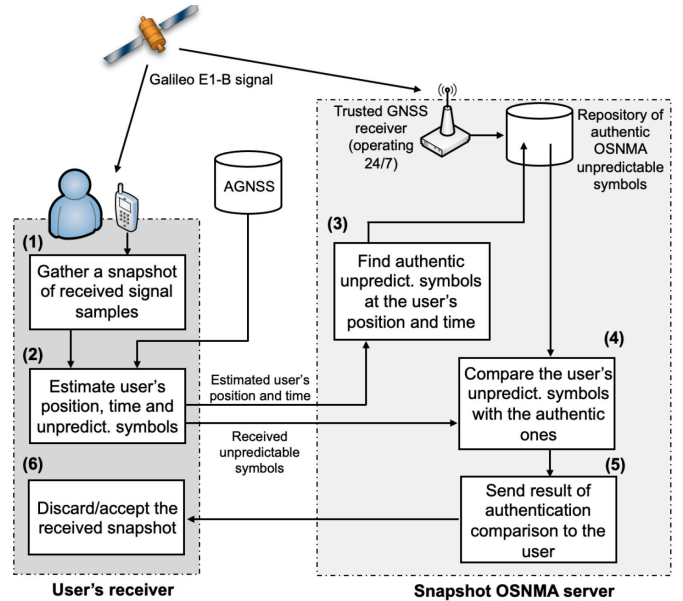 Galileo E1-B signal
Trusted GNSS
receiver
(operating
24/7)
Repository of
authentic
OSNMA
unpredictable
symbols
AGNSS
(1)
Gather a snapshot
of received signal
samples
(2)
Estimate user's
position, time and
unpredict. symbols
Estimated user's
position and time
Received
unpredictable
symbols
(3)
Find authentic
unpredict. symbols
at the user's
position and time
(4)
Compare the user's
unpredict. symbols
with the authentic
ones
(5)
Send result of
authentication
comparison to the
user
(6)
Discard/accept the
received snapshot
User's receiver
Snapshot OSNMA server